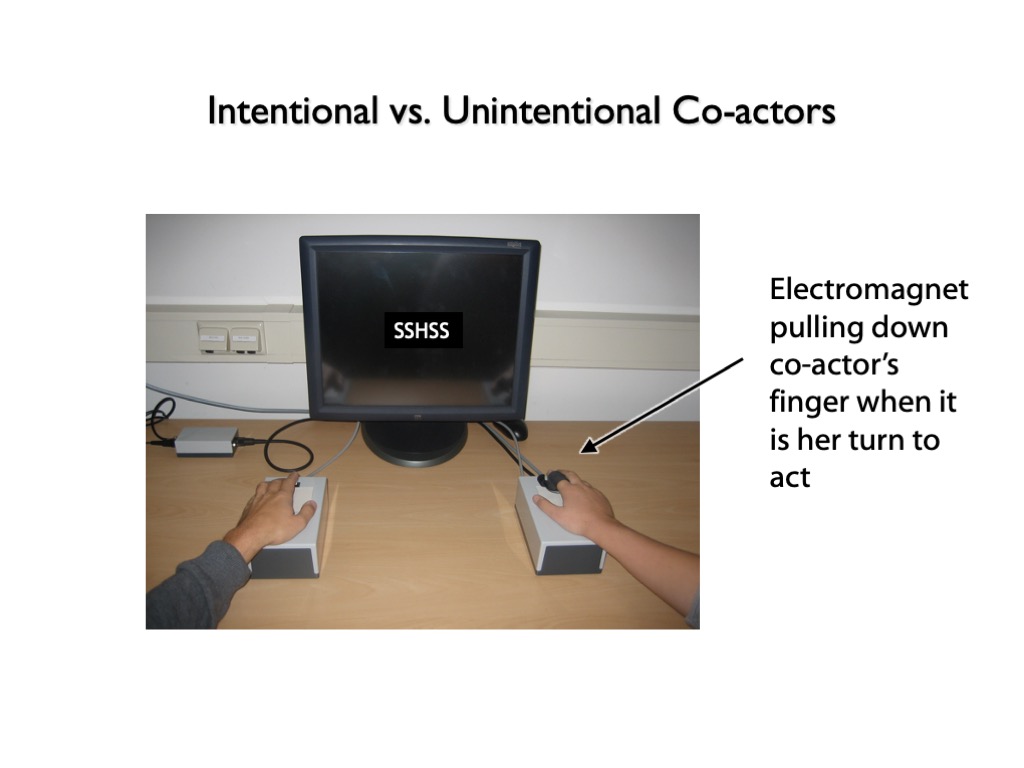 Intentional vs. Unintentional Co-actors
SSHSS
Electromagnet
pulling down
co-actor’s
finger when it
is her turn to
act